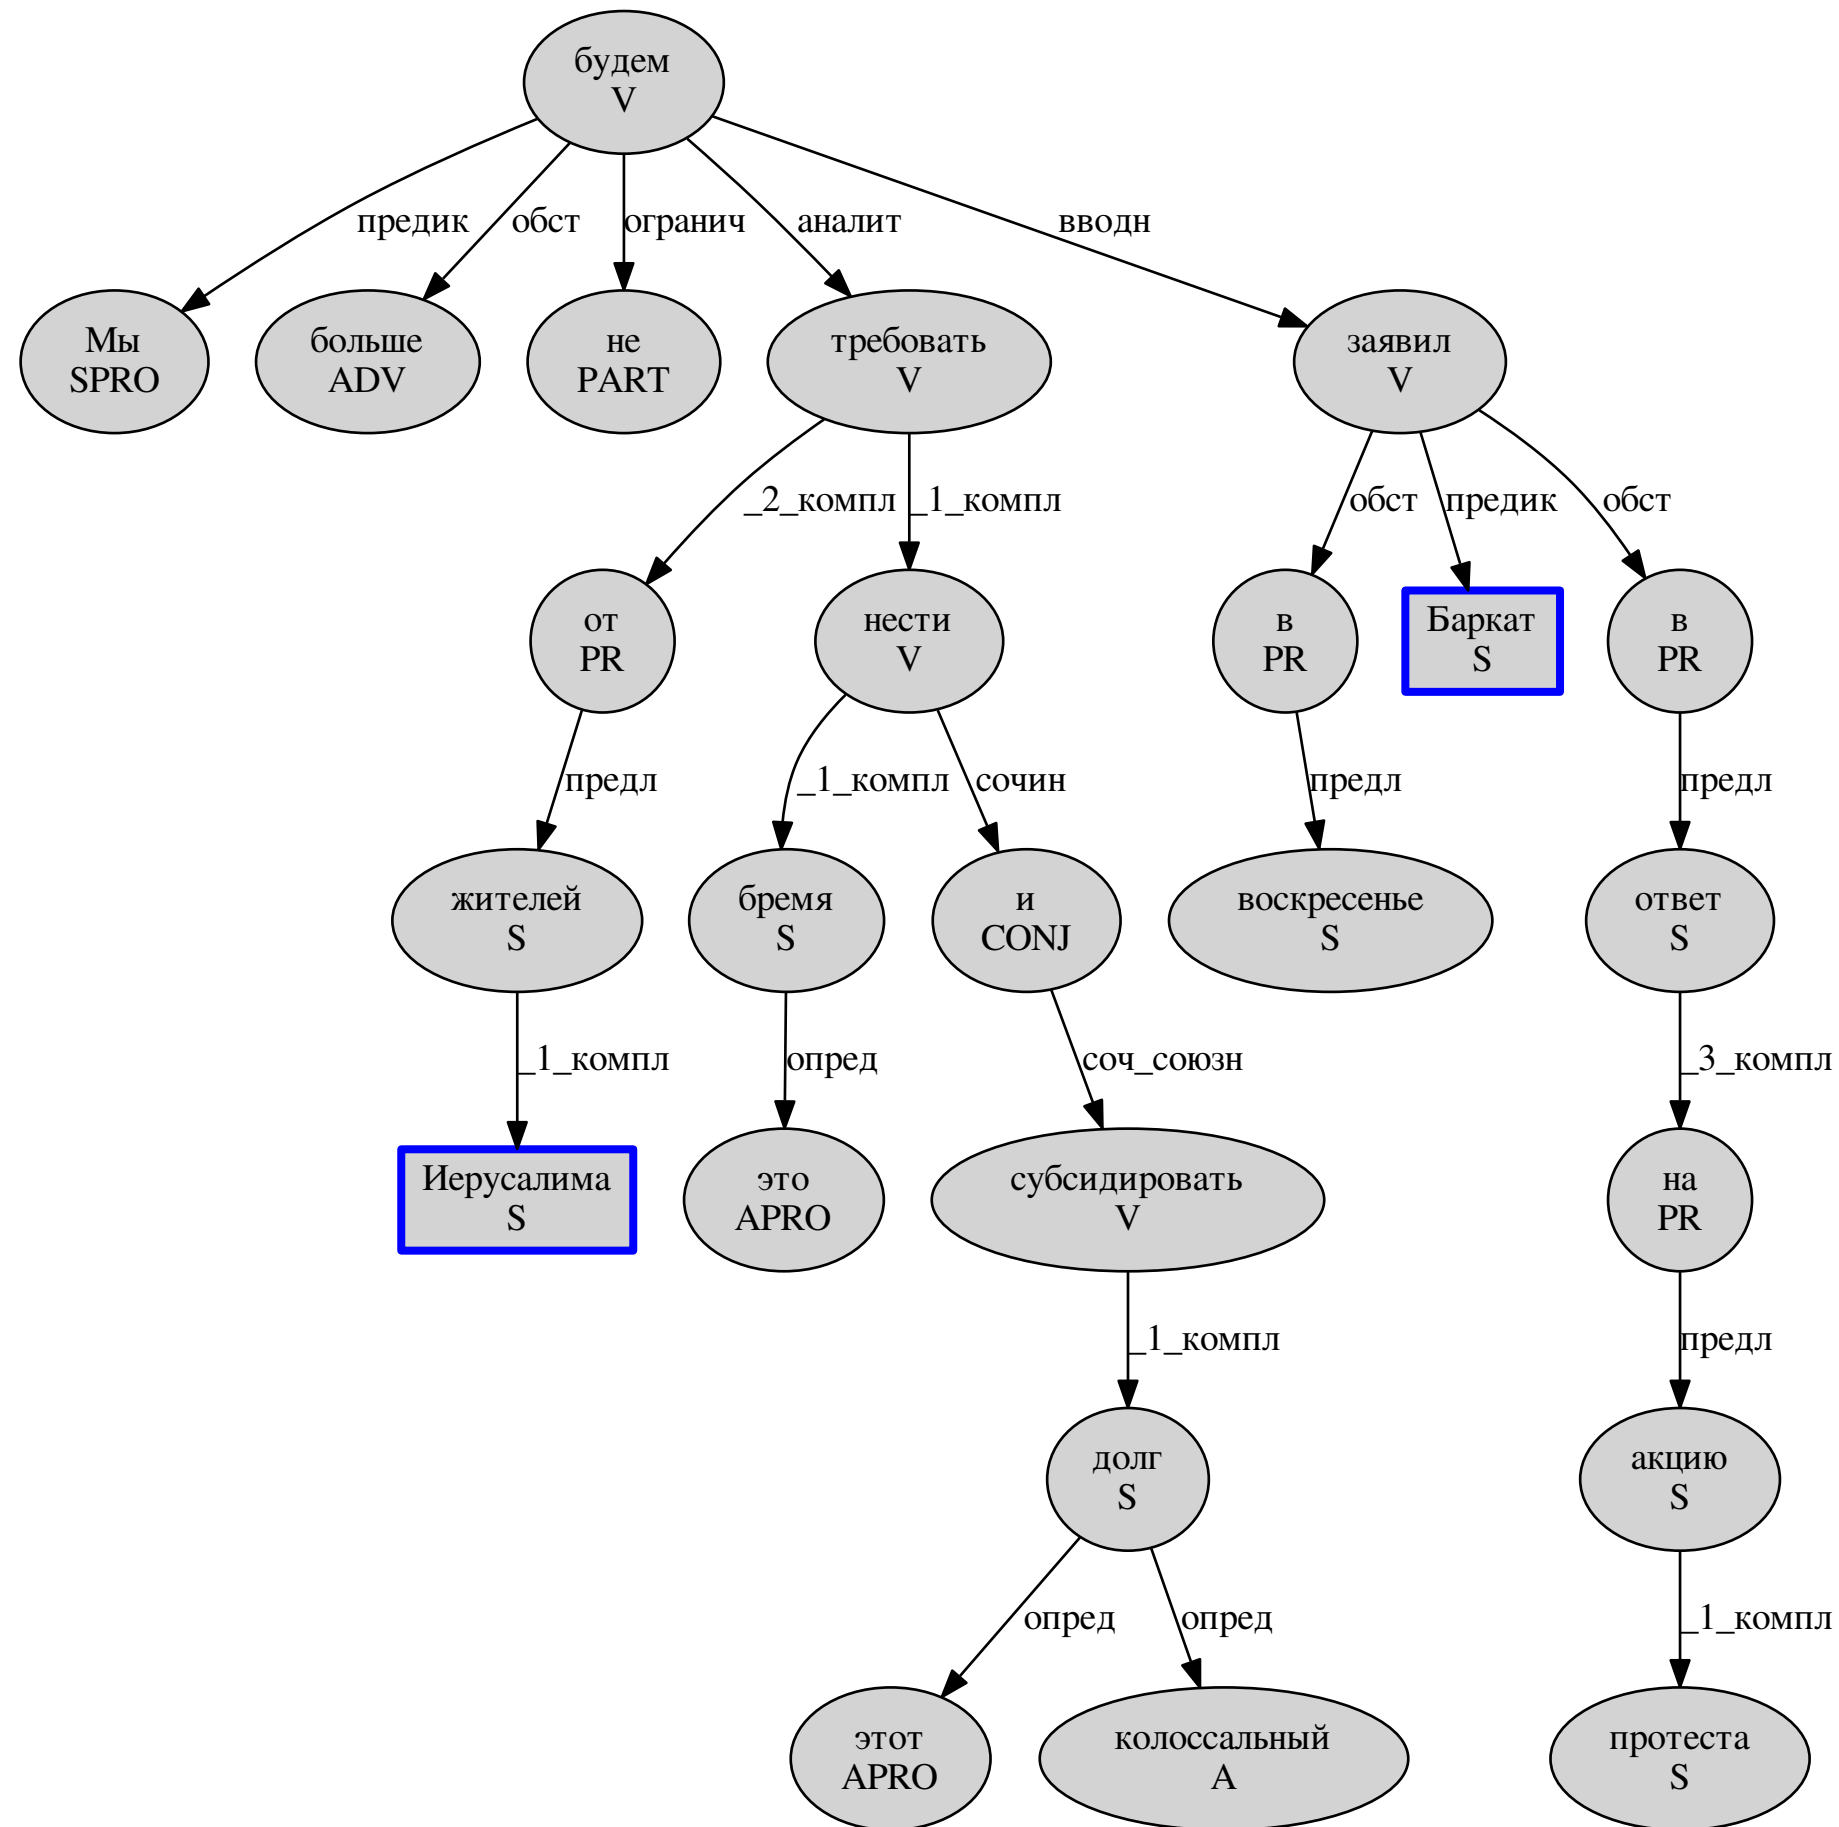 будем
V
предик
обст
огранич
аналит
вводн
Мы
SPRO
больше
ADV
не
PART
требовать
V
заявил
V
_2_компл
_1_компл
обст
предик
обст
от
PR
нести
V
в
PR
Баркат
S
в
PR
предл
_1_компл
сочин
предл
предл
жителей
S
бремя
S
и
CONJ
воскресенье
S
ответ
S
_1_компл
опред
соч_союзн
_3_компл
Иерусалима
S
это
APRO
субсидировать
V
на
PR
_1_компл
предл
долг
S
акцию
S
опред
опред
_1_компл
этот
APRO
колоссальный
A
протеста
S